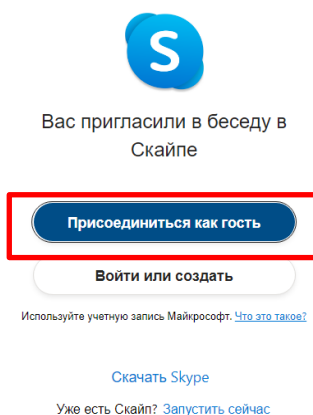 S
Вас пригласили в беседу в
Скайпе
Присоединиться как гость
Войти или создать
Используйте учетную запись Майкрософт. Что это такое?
Скачать Skype
Уже есть Скайп? Запустить сейчас